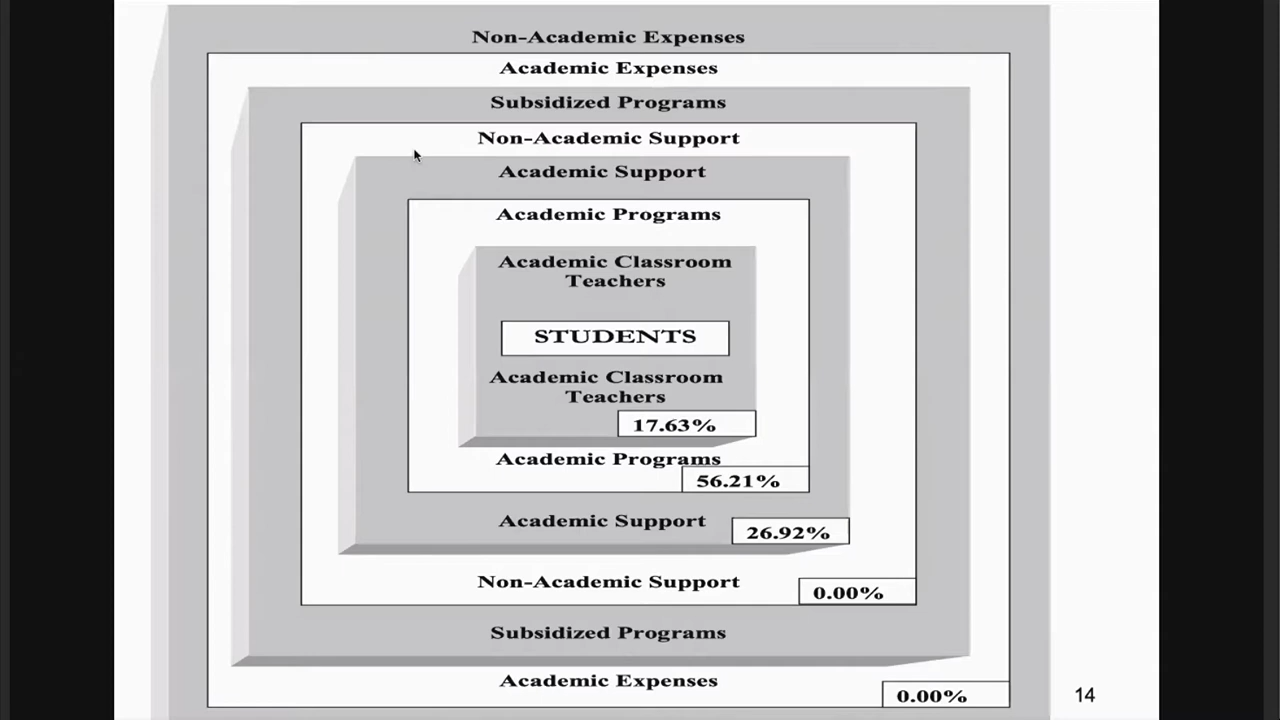 Non-Academic Expenses
Academic Expenses
Subsidized Programs
Non-Academic Support
Academic Support
Academic Programs
Academic Classroom
Teachers
STUDENTS
Academic Classroom
Teachers
17.63%
Academic Programs
56.21%
Academic Support
26.92%
Non-Academic Support
0.00%
Subsidized Programs
Academic Expenses
0.00%
14